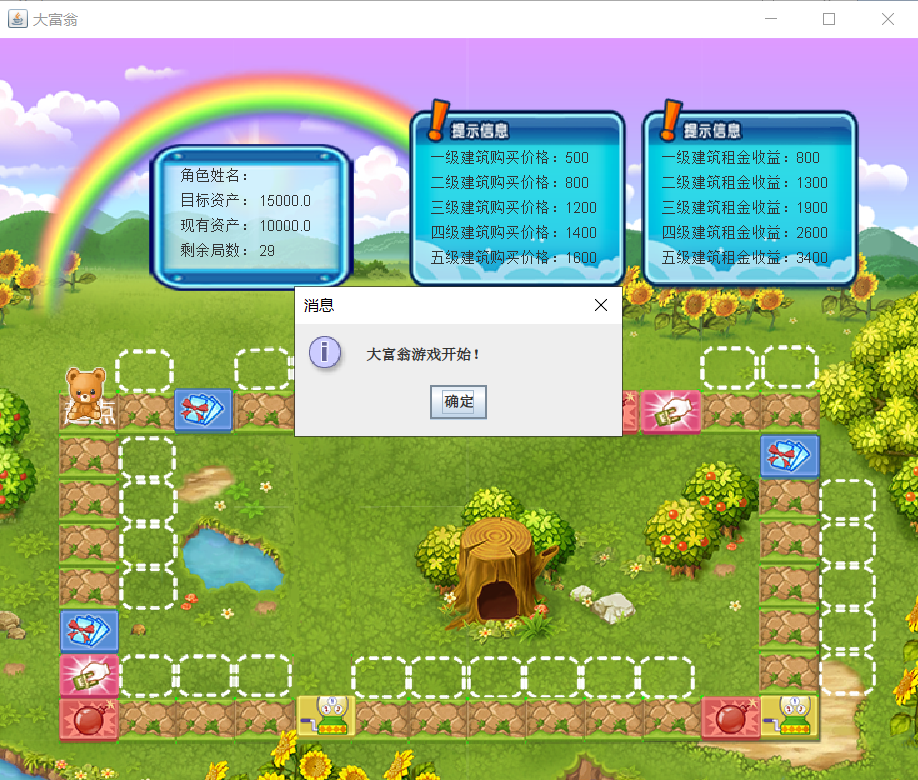 大富翁
角色姓名：
目标资产： 15000.0
现有资产： 10000.0
剩余局数： 29
提示信息
一级建筑购买价格：500
二级建筑购买价格：800
三级建筑购买价格：1200
四级建筑购买价格：1400
五级建筑购买价格：1600
提示信息
一级建筑租金收益：800
二级建筑租金收益：1300
三级建筑租金收益：1900
四级建筑租金收益：2600
五级建筑租金收益：3400
消息
大富翁游戏开始！
确定
点